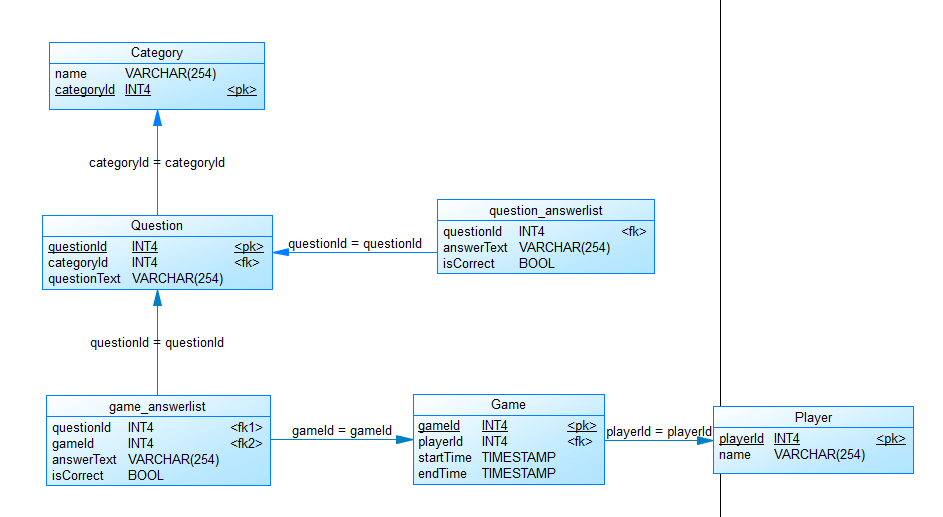 Category
name VARCHAR(254)
categoryId INT4 <pk>
categoryId = categoryId
Question
questionId INT4 <pk>
categoryId INT4 <fk>
questionText VARCHAR(254)
questionId = questionId
question_answerlist
questionId INT4 <fk>
answerText VARCHAR(254)
isCorrect BOOL
questionId = questionId
game_answerlist
questionId INT4 <fk1>
gameId INT4 <fk2>
answerText VARCHAR(254)
isCorrect BOOL
gameId = gameId
Game
gameId INT4 <pk>
playerId INT4 <fk>
startTime TIMESTAMP
endTime TIMESTAMP
playerId = playerId
Player
playerId INT4 <pk>
name VARCHAR(254)